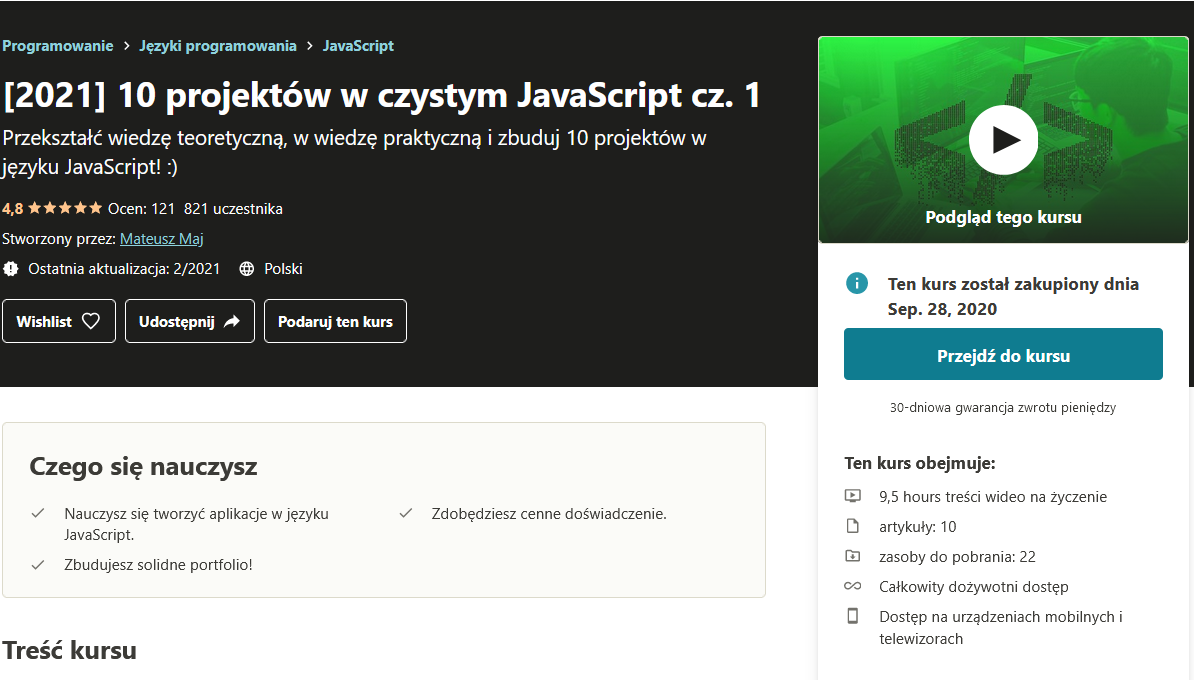 Programowanie > Języki programowania > JavaScript
[2021] 10 projektów w czystym JavaScript cz. 1
Przekształć wiedzę teoretyczną, w wiedzę praktyczną i zbuduj 10 projektów w
języku JavaScript! :)
4,8 ★★★★★ Ocen: 121 821 uczestnika
Stworzony przez: Mateusz Maj
Ostatnia aktualizacja: 2/2021 Polski
Wishlist Udostępnij Podaruj ten kurs
Podgląd tego kursu
Ten kurs został zakupiony dnia
Sep. 28, 2020
Przejdź do kursu
30-dniowa gwarancja zwrotu pieniędzy
Ten kurs obejmuje:
9,5 hours treści wideo na życzenie
artykuły: 10
zasoby do pobrania: 22
Całkowity dożywotni dostęp
Dostęp na urządzeniach mobilnych i
telewizorach
Czego się nauczysz
Nauczysz się tworzyć aplikacje w języku
JavaScript.
Zdobędziesz cenne doświadczenie.
Zbudujesz solidne portfolio!
Treść kursu